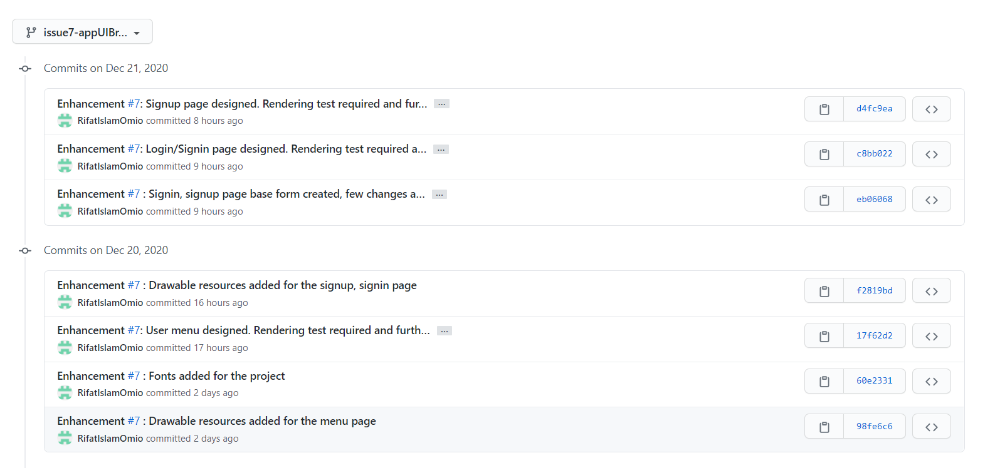 issue7-appUIBr...
Commits on Dec 21, 2020
Enhancement #7: Signup page designed. Rendering test required and fur... ...
d4fc9ea
RifatIslamOmio committed 8 hours ago
Enhancement #7: Login/Signin page designed. Rendering test required a... ...
c8bb022
RifatIslamOmio committed 9 hours ago
Enhancement #7 : Signin, signup page base form created, few changes a... ...
eb06068
RifatIslamOmio committed 9 hours ago
Commits on Dec 20, 2020
Enhancement #7 : Drawable resources added for the signup, signin page
f2819bd
RifatIslamOmio committed 16 hours ago
Enhancement #7: User menu designed. Rendering test required and furth... ...
17f62d2
RifatIslamOmio committed 17 hours ago
Enhancement #7 : Fonts added for the project
60e2331
RifatIslamOmio committed 2 days ago
Enhancement #7 : Drawable resources added for the menu page
98fe6c6
RifatIslamOmio committed 2 days ago